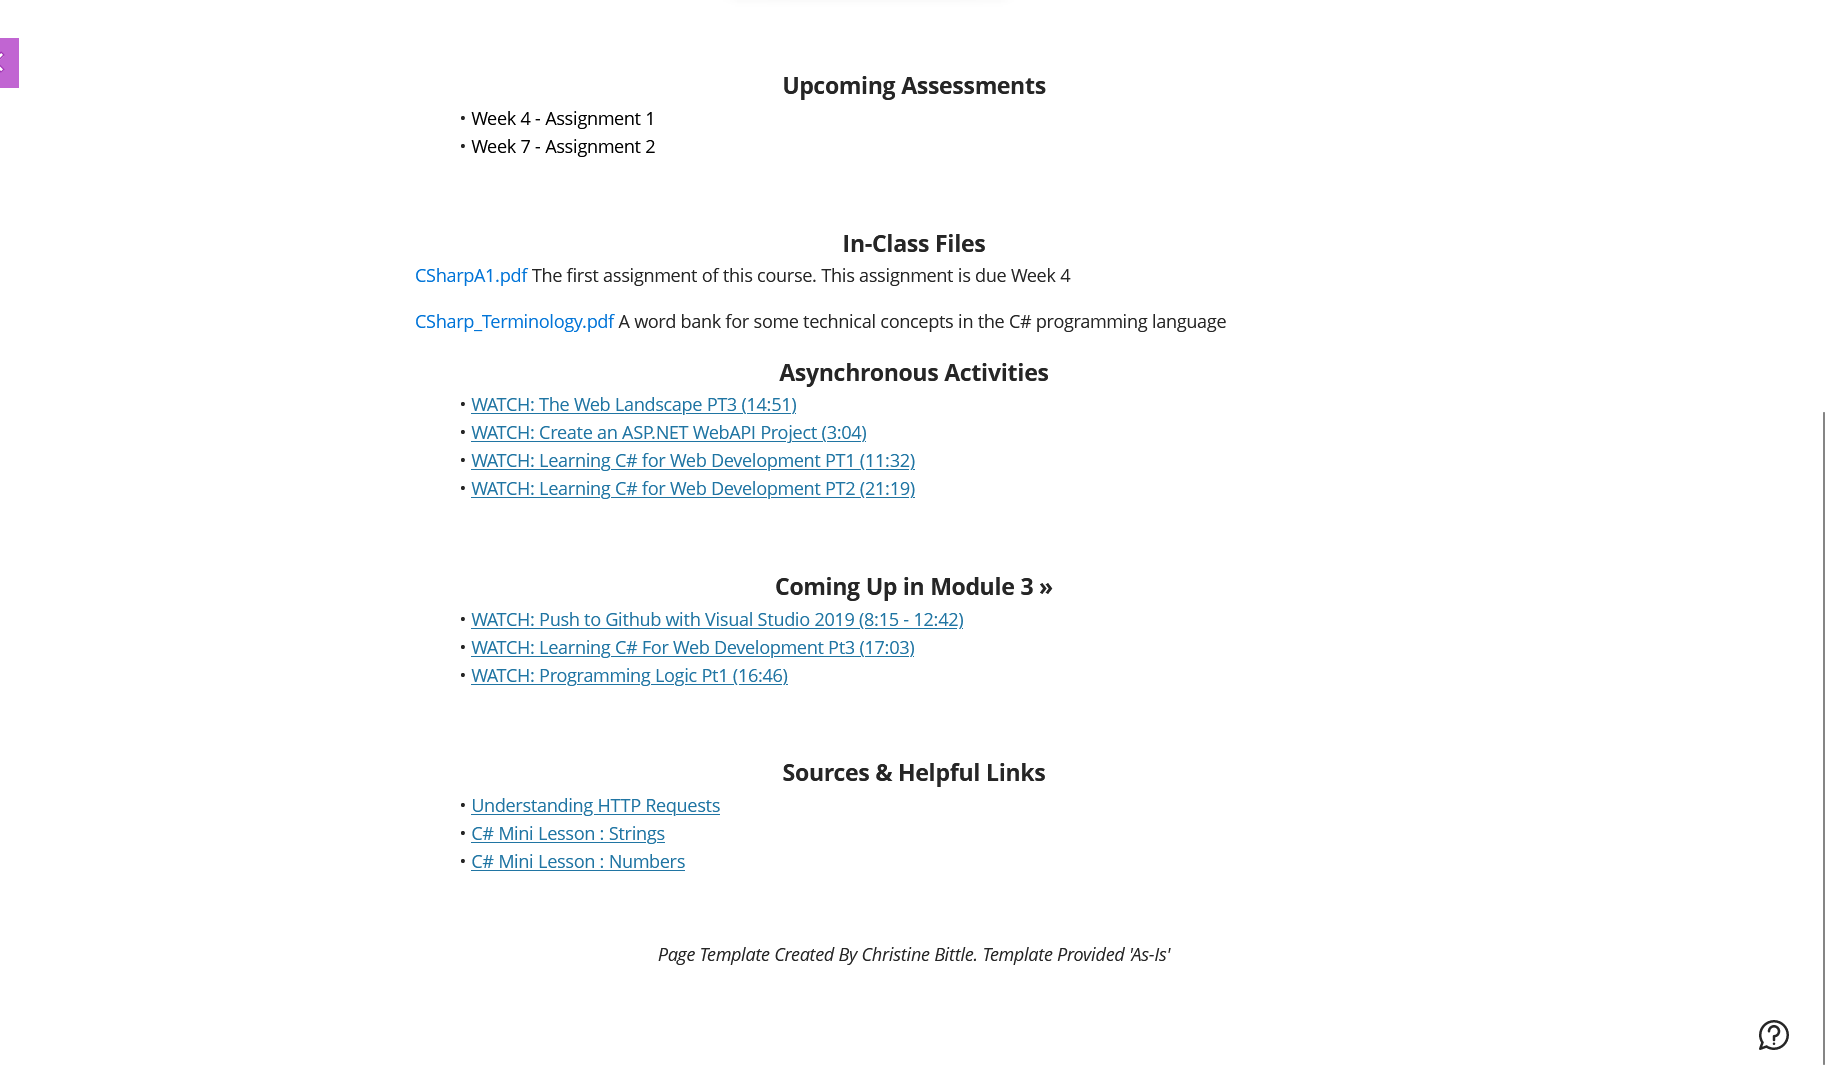 Upcoming Assessments
• Week 4 - Assignment 1
• Week 7 - Assignment 2
In-Class Files
CSharpA1.pdf The first assignment of this course. This assignment is due Week 4
CSharp_Terminology.pdf A word bank for some technical concepts in the C# programming language
Asynchronous Activities
• WATCH: The Web Landscape PT3 (14:51)
• WATCH: Create an ASP.NET WebAPI Project (3:04)
• WATCH: Learning C# for Web Development PT1 (11:32)
• WATCH: Learning C# for Web Development PT2 (21:19)
Coming Up in Module 3 »
• WATCH: Push to Github with Visual Studio 2019 (8:15 - 12:42)
• WATCH: Learning C# For Web Development Pt3 (17:03)
• WATCH: Programming Logic Pt1 (16:46)
Sources & Helpful Links
• Understanding HTTP Requests
• C# Mini Lesson : Strings
• C# Mini Lesson : Numbers
Page Template Created By Christine Bittle. Template Provided 'As-Is'